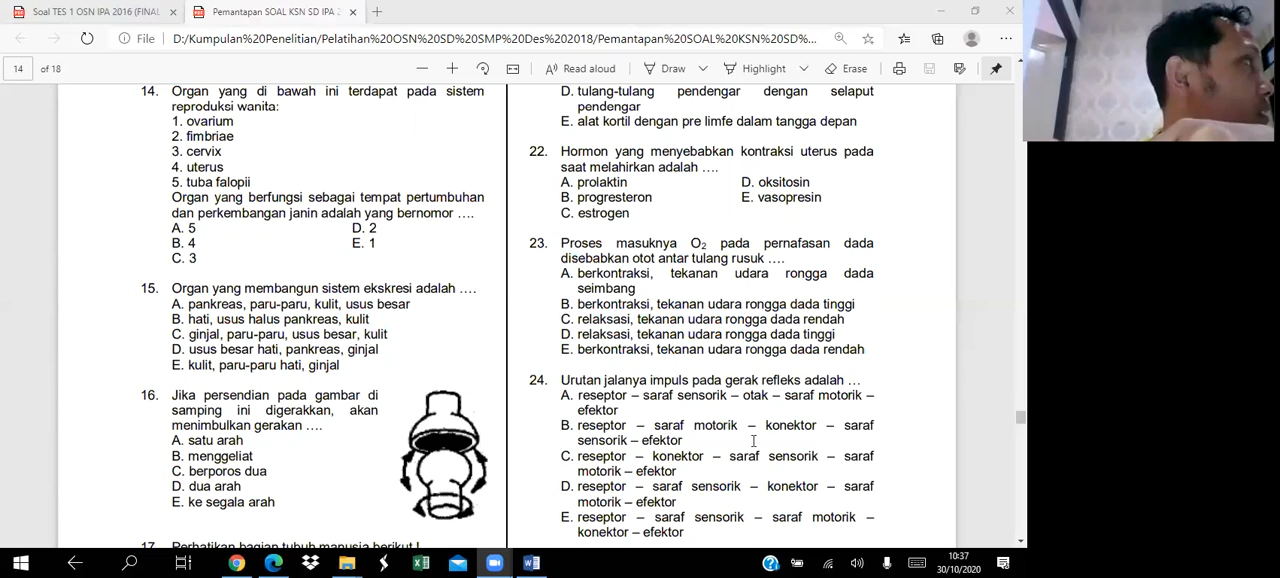 Soal TES 1 OSN IPA 2016 (FINAL
Pemantapan SOAL KSN SD IPA 2
File
D:/Kumpulan%20Penelitian/Pelatihan%20OSN%20SD%20SMP%20Des%202018/Pemantapan%20SOAL%20KSN%20SD%...
14 of 18
Read aloud
Draw
Highlight
Erase
14. Organ yang di bawah ini terdapat pada sistem
reproduksi wanita:
1. ovarium
2. fimbriae
3. cervix
4. uterus
5. tuba falopii
Organ yang berfungsi sebagai tempat pertumbuhan
dan perkembangan janin adalah yang bernomor ....
A. 5 D. 2
B. 4 E. 1
C. 3
15. Organ yang membangun sistem ekskresi adalah ....
A. pankreas, paru-paru, kulit, usus besar
B. hati, usus halus pankreas, kulit
C. ginjal, paru-paru, usus besar, kulit
D. usus besar hati, pankreas, ginjal
E. kulit, paru-paru hati, ginjal
16. Jika persendian pada gambar di
samping ini digerakkan, akan
menimbulkan gerakan ....
A. satu arah
B. menggeliat
C. berporos dua
D. dua arah
E. ke segala arah
17. Perhatikan bagian tubuh manusia berikut !
D. tulang-tulang pendengar dengan selaput
pendengar
E. alat kortil dengan pre limfe dalam tangga depan
22. Hormon yang menyebabkan kontraksi uterus pada
saat melahirkan adalah ....
A. prolaktin D. oksitosin
B. progresteron E. vasopresin
C. estrogen
23. Proses masuknya O2 pada pernafasan dada
disebabkan otot antar tulang rusuk ....
A. berkontraksi, tekanan udara rongga dada
seimbang
B. berkontraksi, tekanan udara rongga dada tinggi
C. relaksasi, tekanan udara rongga dada rendah
D. relaksasi, tekanan udara rongga dada tinggi
E. berkontraksi, tekanan udara rongga dada rendah
24. Urutan jalanya impuls pada gerak refleks adalah ...
A. reseptor – saraf sensorik – otak – saraf motorik –
efektor
B. reseptor – saraf motorik – konektor – saraf
sensorik – efektor
C. reseptor – konektor – saraf sensorik – saraf
motorik – efektor
D. reseptor – saraf sensorik – konektor – saraf
motorik – efektor
E. reseptor – saraf sensorik – saraf motorik –
konektor – efektor
10:37
30/10/2020